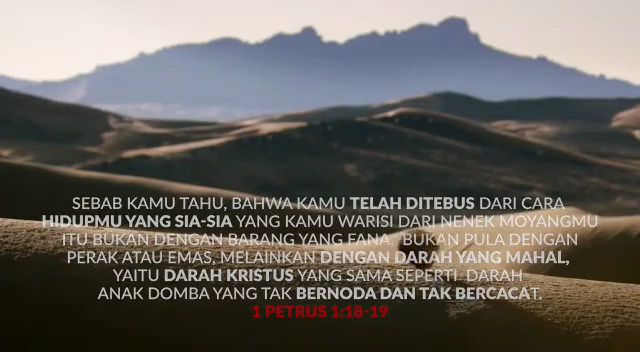 SEBAB KAMU TAHU, BAHWA KAMU TELAH DITEBUS DARI CARA
HIDUPMU YANG SIA-SIA YANG KAMU WARISI DARI NENEK MOYANGMU
ITU BUKAN DENGAN BARANG YANG FANA, BUKAN PULA DENGAN
PERAK ATAU EMAS, MELAINKAN DENGAN DARAH YANG MAHAL,
YAITU DARAH KRISTUS YANG SAMA SEPERTI DARAH
ANAK DOMBA YANG TAK BERNODA DAN TAK BERCACAT.
1 PETRUS 1:18-19